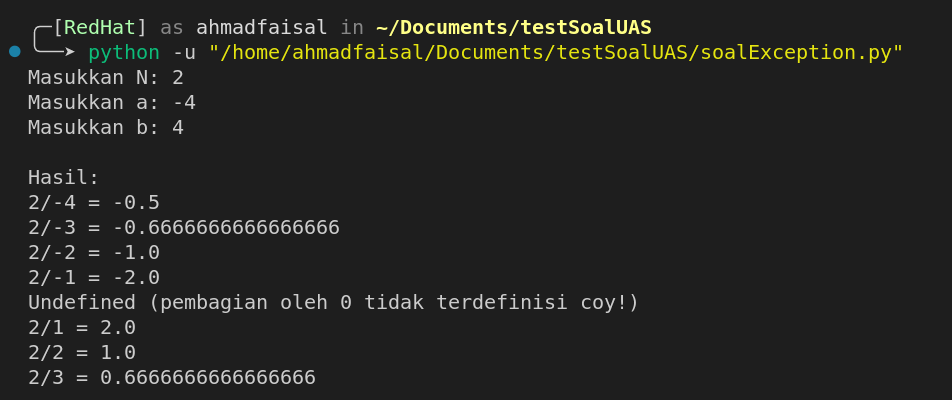 [RedHat] as ahmadfaisal in ~/Documents/testSoalUAS
python -u "/home/ahmadfaisal/Documents/testSoalUAS/soalException.py"
Masukkan N: 2
Masukkan a: -4
Masukkan b: 4

Hasil:
2/-4 = -0.5
2/-3 = -0.6666666666666666
2/-2 = -1.0
2/-1 = -2.0
Undefined (pembagian oleh 0 tidak terdefinisi coy!)
2/1 = 2.0
2/2 = 1.0
2/3 = 0.6666666666666666